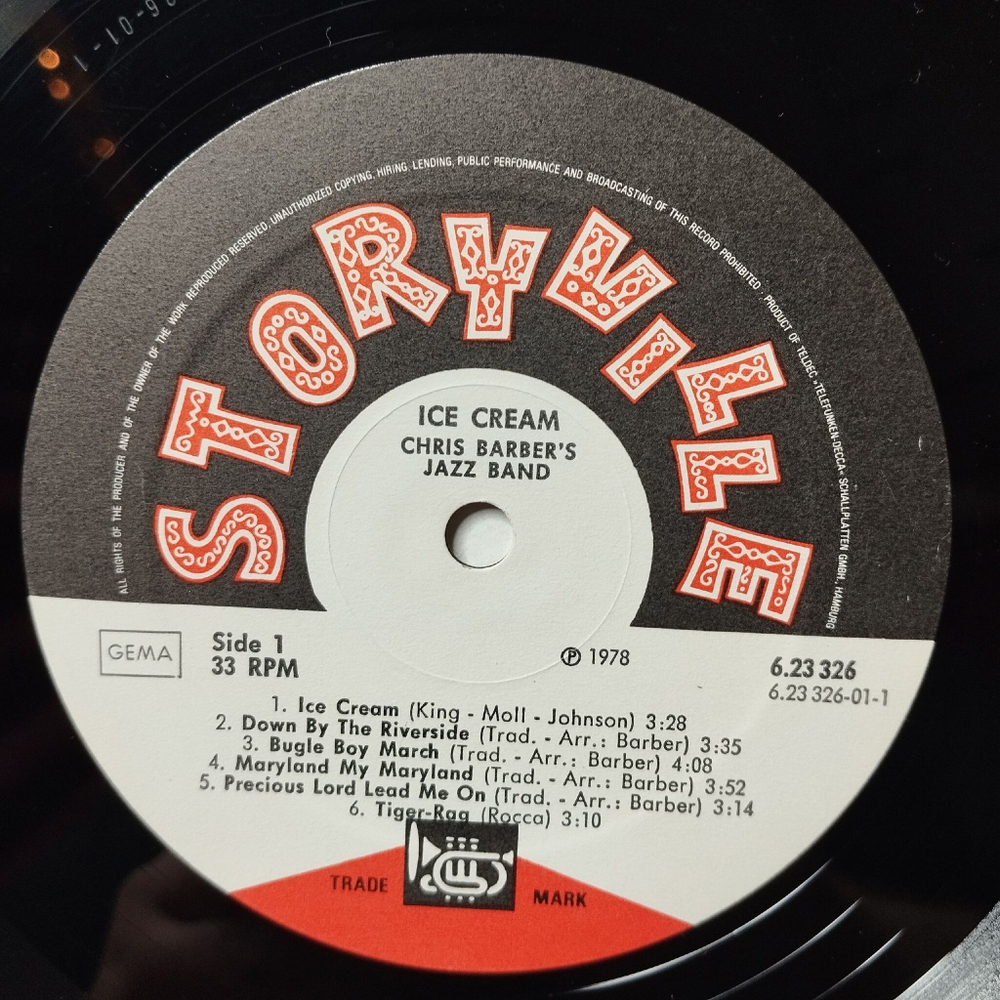 1-10-9
ALL RIGHTS OF THE PRODUCER AND OF THE OWNER OF THE WORK REPRODUCED RESERVED. UNAUTHORIZED COPYING, HIRING, LENDING, PUBLIC PERFORMANCE AND BROADCASTING OF THIS RECORD PROHIBITED · PRODUCT OF TELDEC »TELEFUNKEN-DECCA« SCHALLPLATTEN GMBH, HAMBURG
STORYVILLE
ICE CREAM
CHRIS BARBER'S
JAZZ BAND
GEMA
Side 1
33 RPM
℗ 1978
6.23 326
6.23 326-01-1
1. Ice Cream (King - Moll - Johnson) 3:28
2. Down By The Riverside (Trad. - Arr.: Barber) 3:35
3. Bugle Boy March (Trad. - Arr.: Barber) 4:08
4. Maryland My Maryland (Trad. - Arr.: Barber) 3:52
5. Precious Lord Lead Me On (Trad. - Arr.: Barber) 3:14
6. Tiger-Rag (Rocca) 3:10
TRADE MARK